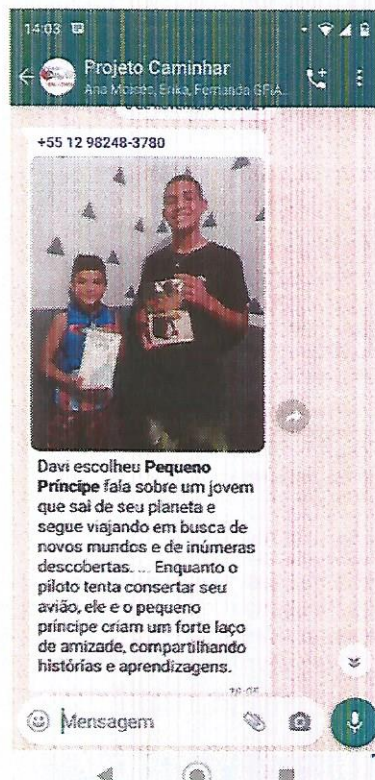 14:03
Projeto Caminhar
Ana Moises, Erika, Fernanda GFiA..
+55 12 98248-3780
Davi escolheu Pequeno
Príncipe fala sobre um jovem
que sai de seu planeta e
segue viajando em busca de
novos mundos e de inúmeras
descobertas. ... Enquanto o
piloto tenta consertar seu
avião, ele e o pequeno
príncipe criam um forte laço
de amizade, compartilhando
histórias e aprendizagens.
Mensagem